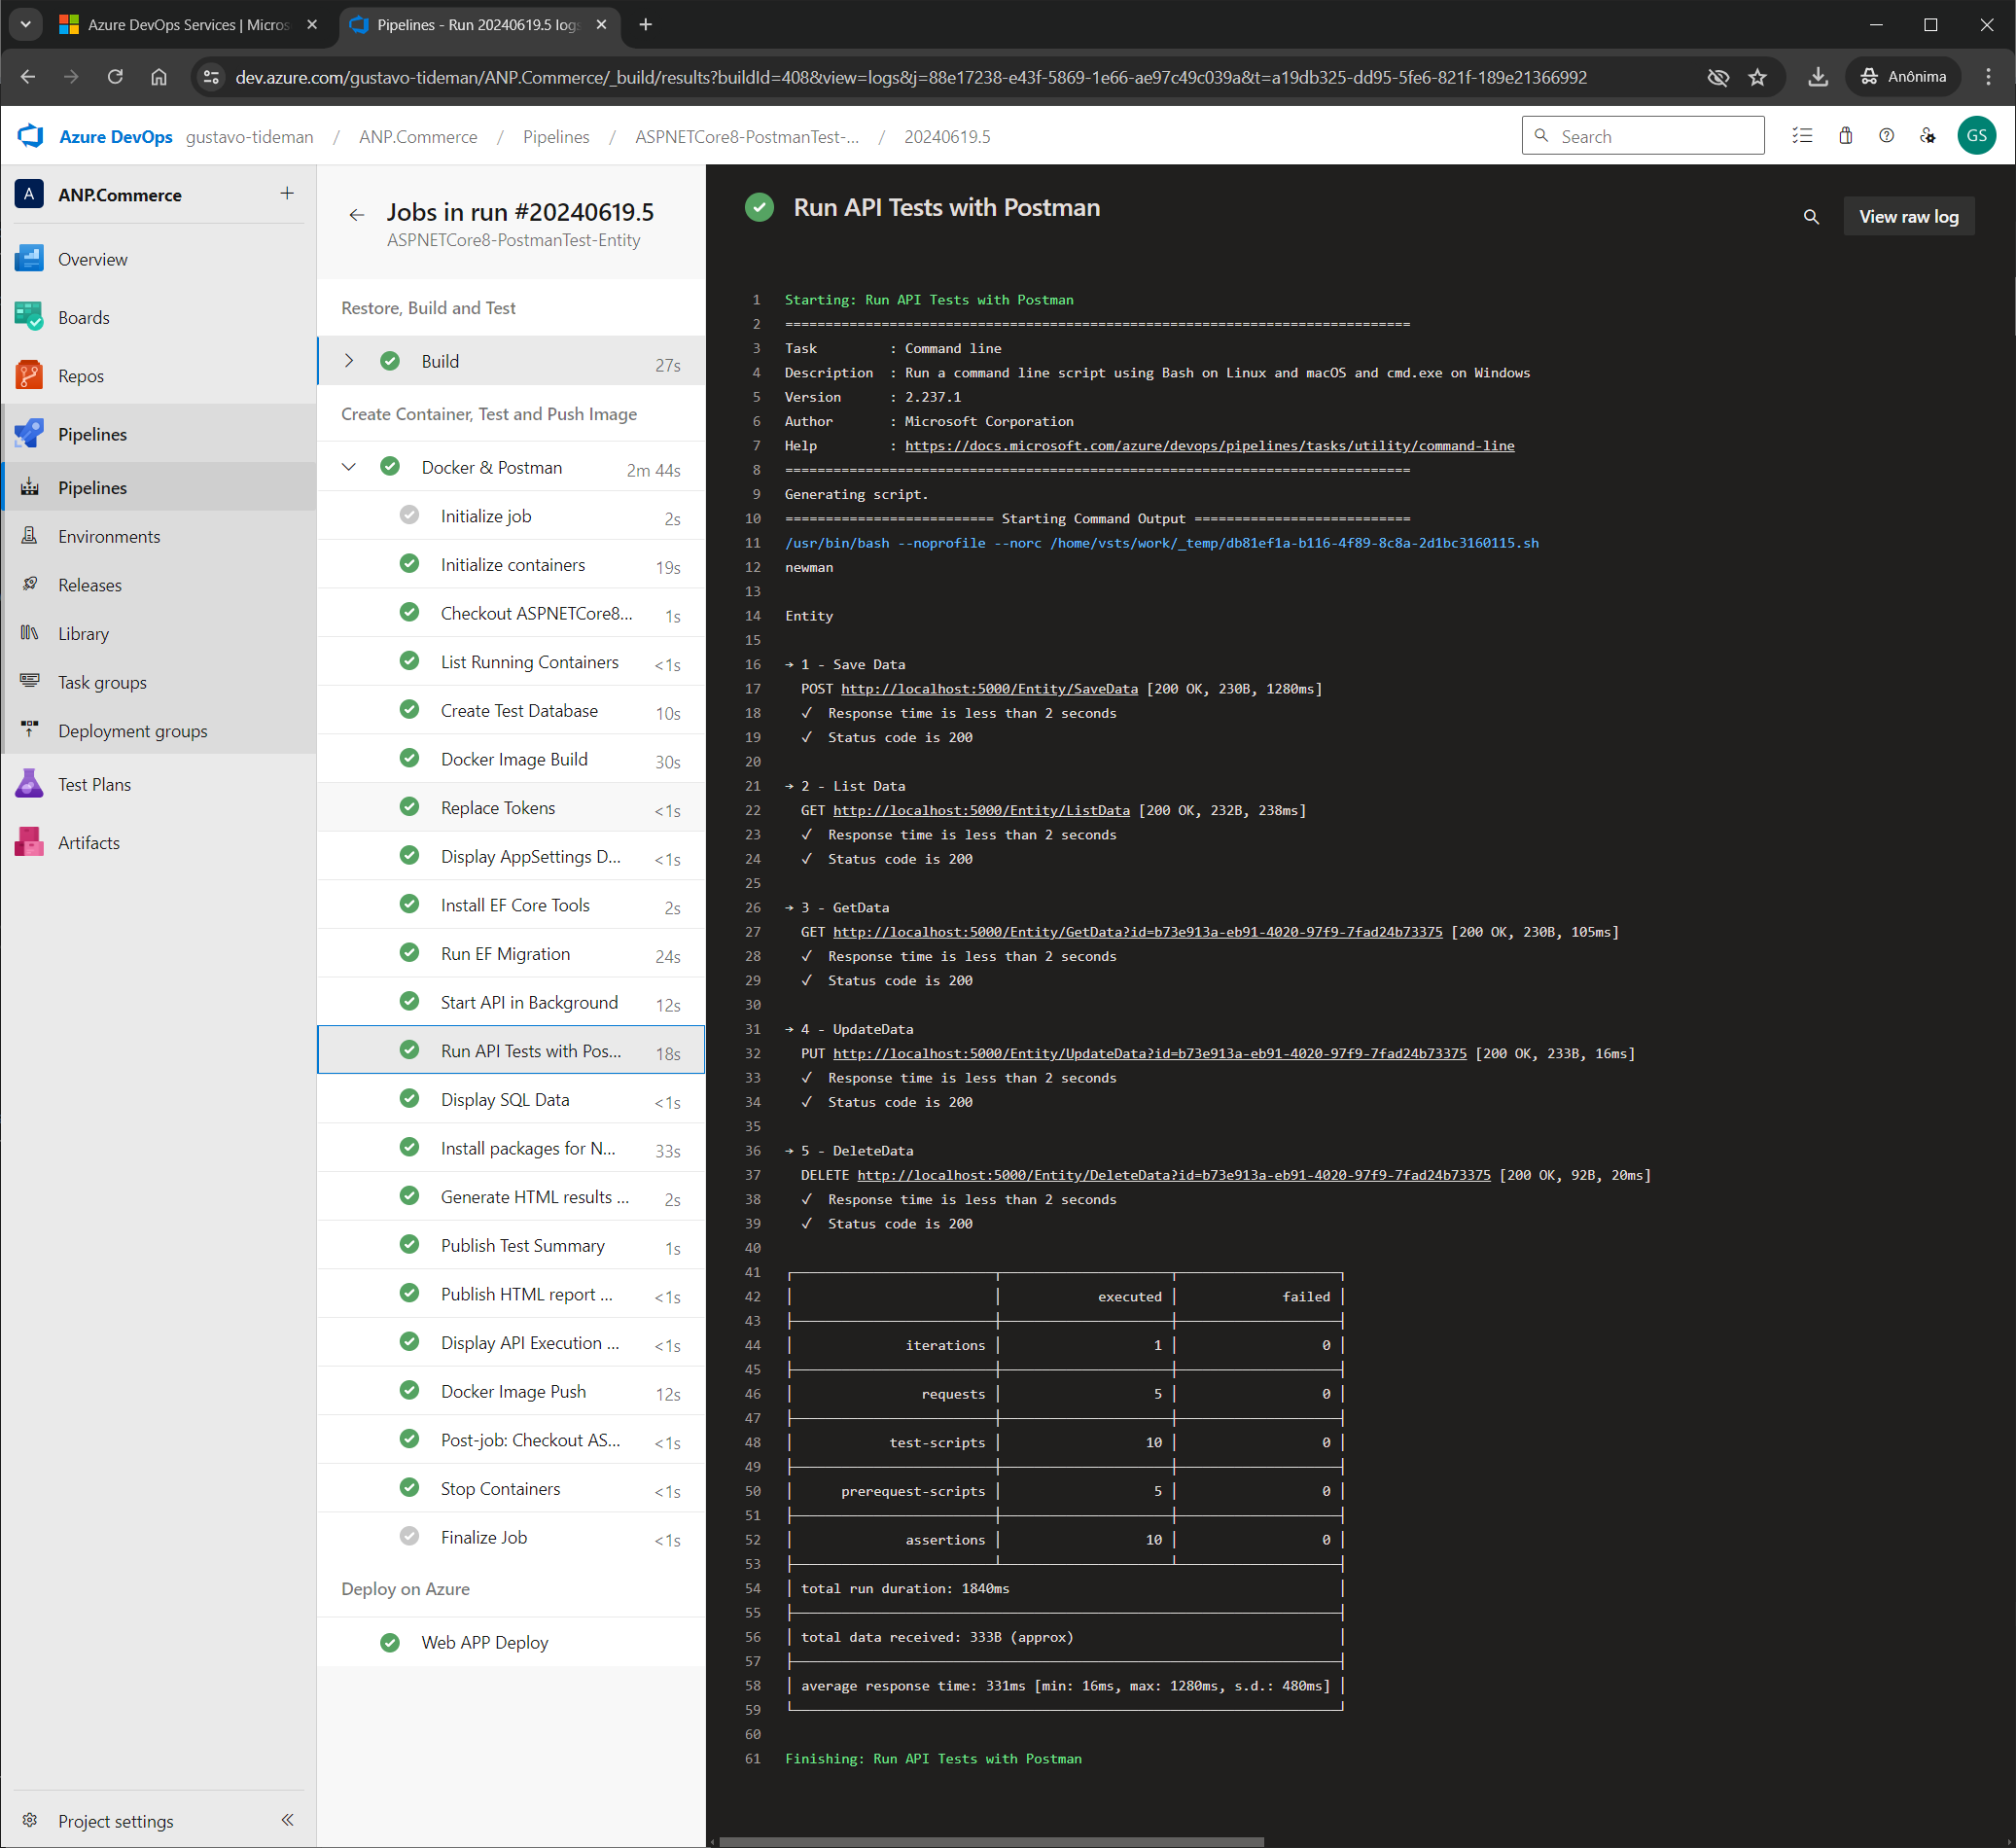 Azure DevOps Services | Micros
Pipelines - Run 20240619.5 logs
dev.azure.com/gustavo-tideman/ANP.Commerce/_build/results?buildId=408&view=logs&j=88e17238-e43f-5869-1e66-ae97c49c039a&t=a19db325-dd95-5fe6-821f-189e21366992
Anônima
Azure DevOps gustavo-tideman / ANP.Commerce / Pipelines / ASPNETCore8-PostmanTest-... / 20240619.5
Search
GS
A ANP.Commerce
Overview
Boards
Repos
Pipelines
Pipelines
Environments
Releases
Library
Task groups
Deployment groups
Test Plans
Artifacts
Project settings
Jobs in run #20240619.5
ASPNETCore8-PostmanTest-Entity
Restore, Build and Test
Build 27s
Create Container, Test and Push Image
Docker & Postman 2m 44s
Initialize job 2s
Initialize containers 19s
Checkout ASPNETCore8... 1s
List Running Containers <1s
Create Test Database 10s
Docker Image Build 30s
Replace Tokens <1s
Display AppSettings D... <1s
Install EF Core Tools 2s
Run EF Migration 24s
Start API in Background 12s
Run API Tests with Pos... 18s
Display SQL Data <1s
Install packages for N... 33s
Generate HTML results ... 2s
Publish Test Summary 1s
Publish HTML report ... <1s
Display API Execution ... <1s
Docker Image Push 12s
Post-job: Checkout AS... <1s
Stop Containers <1s
Finalize Job <1s
Deploy on Azure
Web APP Deploy
Run API Tests with Postman
View raw log
1 Starting: Run API Tests with Postman
2 ==============================================================================
3 Task         : Command line
4 Description  : Run a command line script using Bash on Linux and macOS and cmd.exe on Windows
5 Version      : 2.237.1
6 Author       : Microsoft Corporation
7 Help         : https://docs.microsoft.com/azure/devops/pipelines/tasks/utility/command-line
8 ==============================================================================
9 Generating script.
10 ========================== Starting Command Output ===========================
11 /usr/bin/bash --noprofile --norc /home/vsts/work/_temp/db81ef1a-b116-4f89-8c8a-2d1bc3160115.sh
12 newman
13
14 Entity
15
16 → 1 - Save Data
17 POST http://localhost:5000/Entity/SaveData [200 OK, 230B, 1280ms]
18 ✓ Response time is less than 2 seconds
19 ✓ Status code is 200
20
21 → 2 - List Data
22 GET http://localhost:5000/Entity/ListData [200 OK, 232B, 238ms]
23 ✓ Response time is less than 2 seconds
24 ✓ Status code is 200
25
26 → 3 - GetData
27 GET http://localhost:5000/Entity/GetData?id=b73e913a-eb91-4020-97f9-7fad24b73375 [200 OK, 230B, 105ms]
28 ✓ Response time is less than 2 seconds
29 ✓ Status code is 200
30
31 → 4 - UpdateData
32 PUT http://localhost:5000/Entity/UpdateData?id=b73e913a-eb91-4020-97f9-7fad24b73375 [200 OK, 233B, 16ms]
33 ✓ Response time is less than 2 seconds
34 ✓ Status code is 200
35
36 → 5 - DeleteData
37 DELETE http://localhost:5000/Entity/DeleteData?id=b73e913a-eb91-4020-97f9-7fad24b73375 [200 OK, 92B, 20ms]
38 ✓ Response time is less than 2 seconds
39 ✓ Status code is 200
40
41
42 executed failed
43
44 iterations 1 0
45
46 requests 5 0
47
48 test-scripts 10 0
49
50 prerequest-scripts 5 0
51
52 assertions 10 0
53
54 total run duration: 1840ms
55
56 total data received: 333B (approx)
57
58 average response time: 331ms [min: 16ms, max: 1280ms, s.d.: 480ms]
59
60
61 Finishing: Run API Tests with Postman